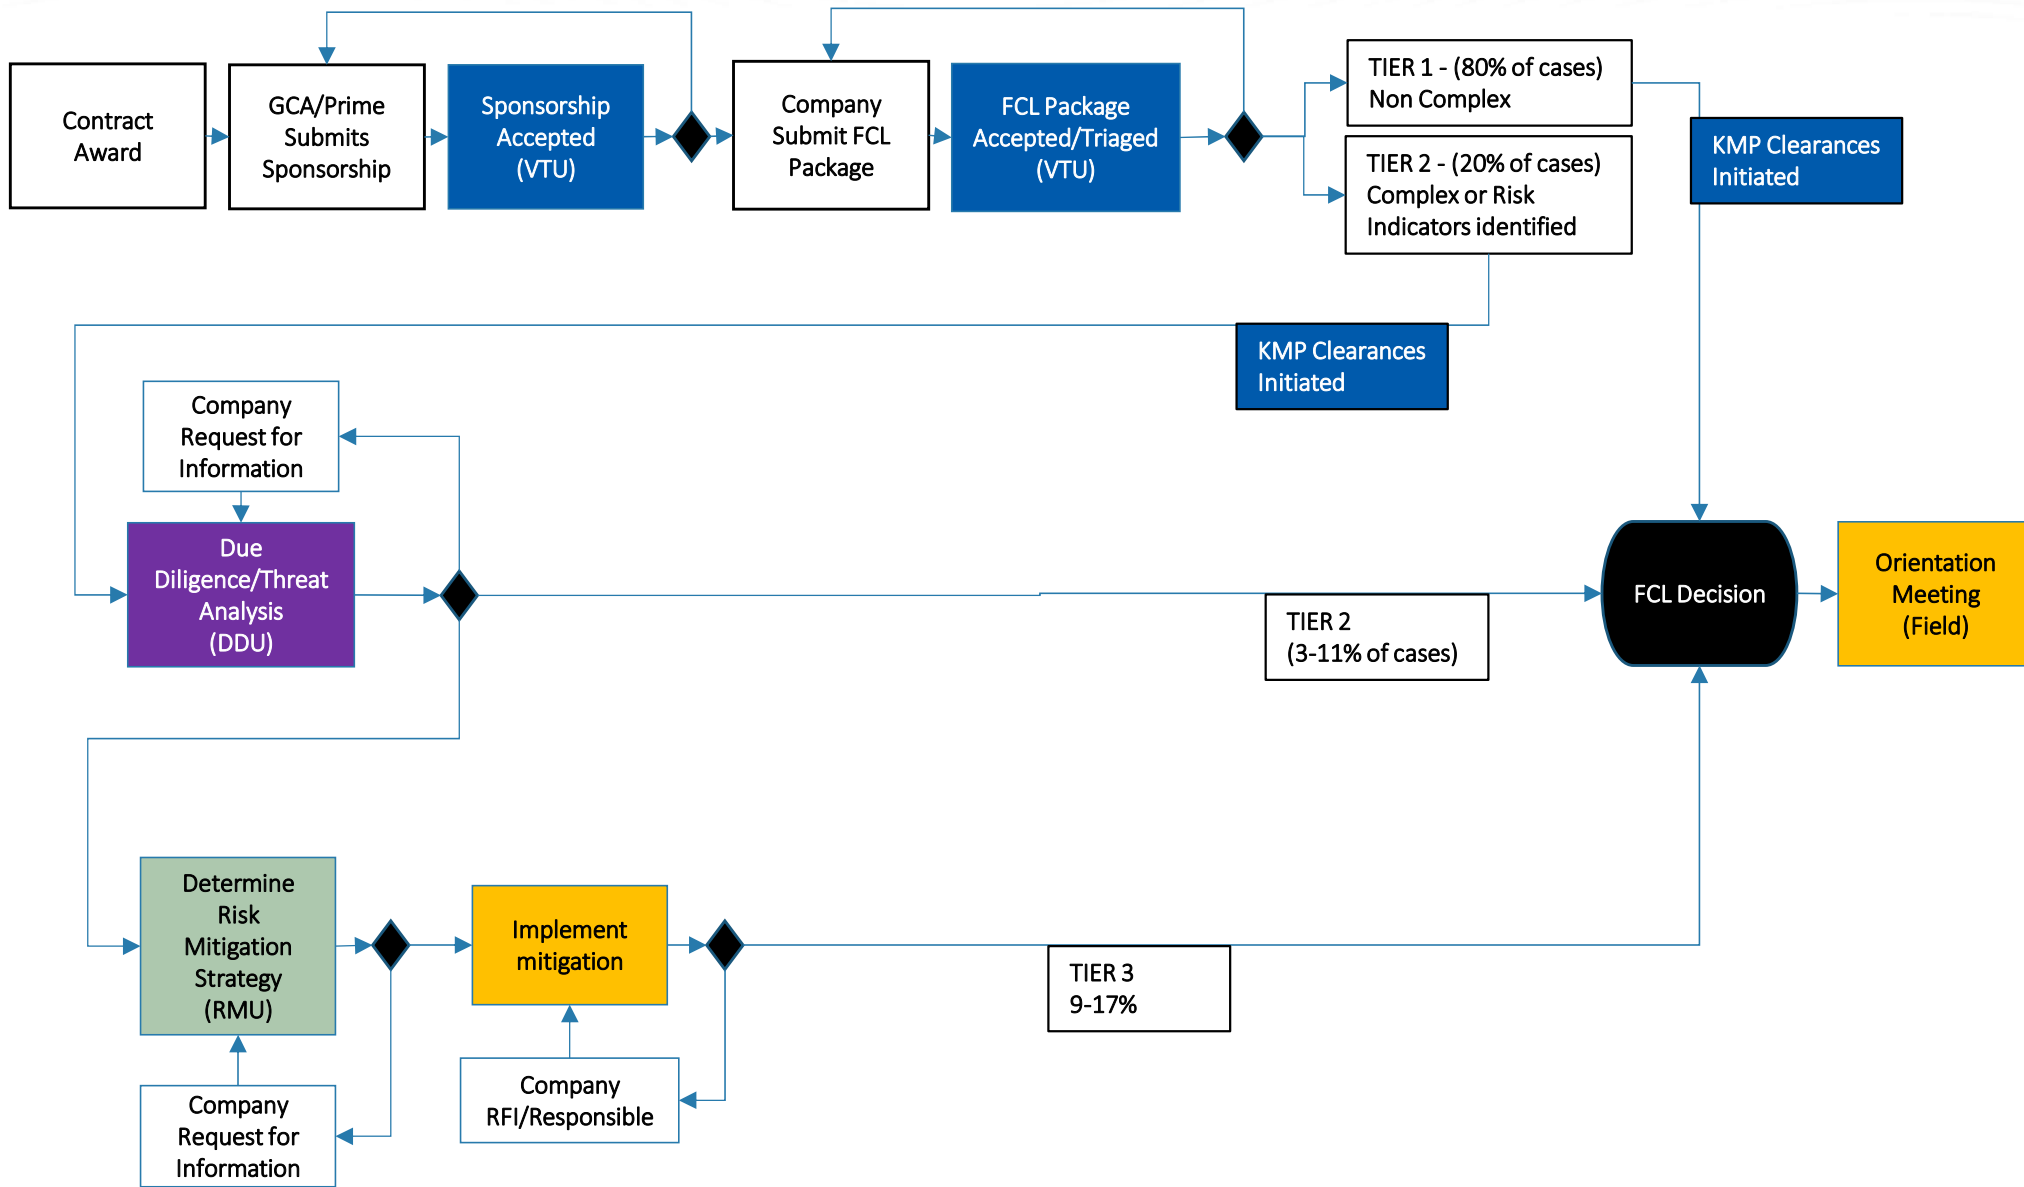 Contract
Award
GCA/Prime
Submits
Sponsorship
Sponsorship
Accepted
(VTU)
Company
Submit FCL
Package
FCL Package
Accepted/Triaged
(VTU)
TIER 1 - (80% of cases)
Non Complex
TIER 2 - (20% of cases)
Complex or Risk
Indicators identified
KMP Clearances
Initiated
KMP Clearances
Initiated
Company
Request for
Information
Due
Diligence/Threat
Analysis
(DDU)
TIER 2
(3-11% of cases)
FCL Decision
Orientation
Meeting
(Field)
Determine
Risk
Mitigation
Strategy
(RMU)
Implement
mitigation
TIER 3
9-17%
Company
Request for
Information
Company
RFI/Responsible